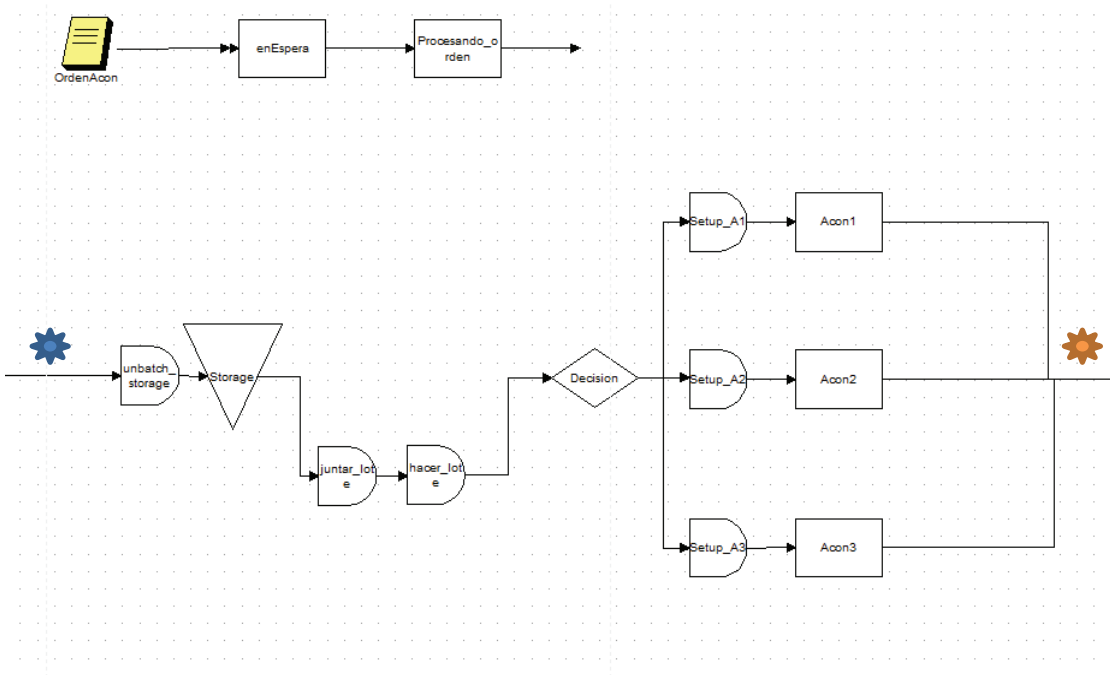 OrdenAcon
enEspera
Procesando_o
rden
Setup_A1
Acon1
unbatch_
storage
Storage
Decision
Setup_A2
Acon2
juntar_lot
e
hacer_lot
e
Setup_A3
Acon3